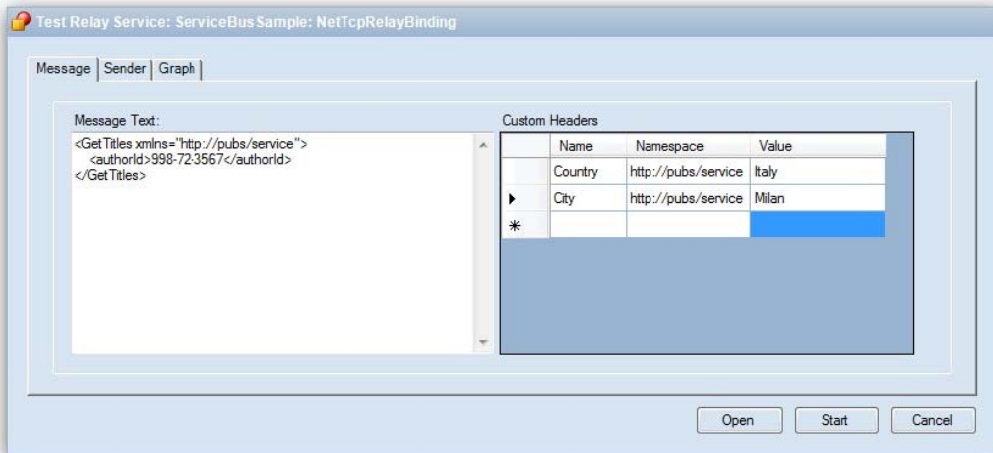 Test Relay Service: ServiceBusSample: NetTcpRelayBinding
Message Sender Graph
Message Text:
<GetTitles xmlns="http://pubs/service">
<authorId>998-72-3567</authorId>
</GetTitles>
Custom Headers
Name Namespace Value
Country http://pubs/service Italy
City http://pubs/service Milan
Open Start Cancel